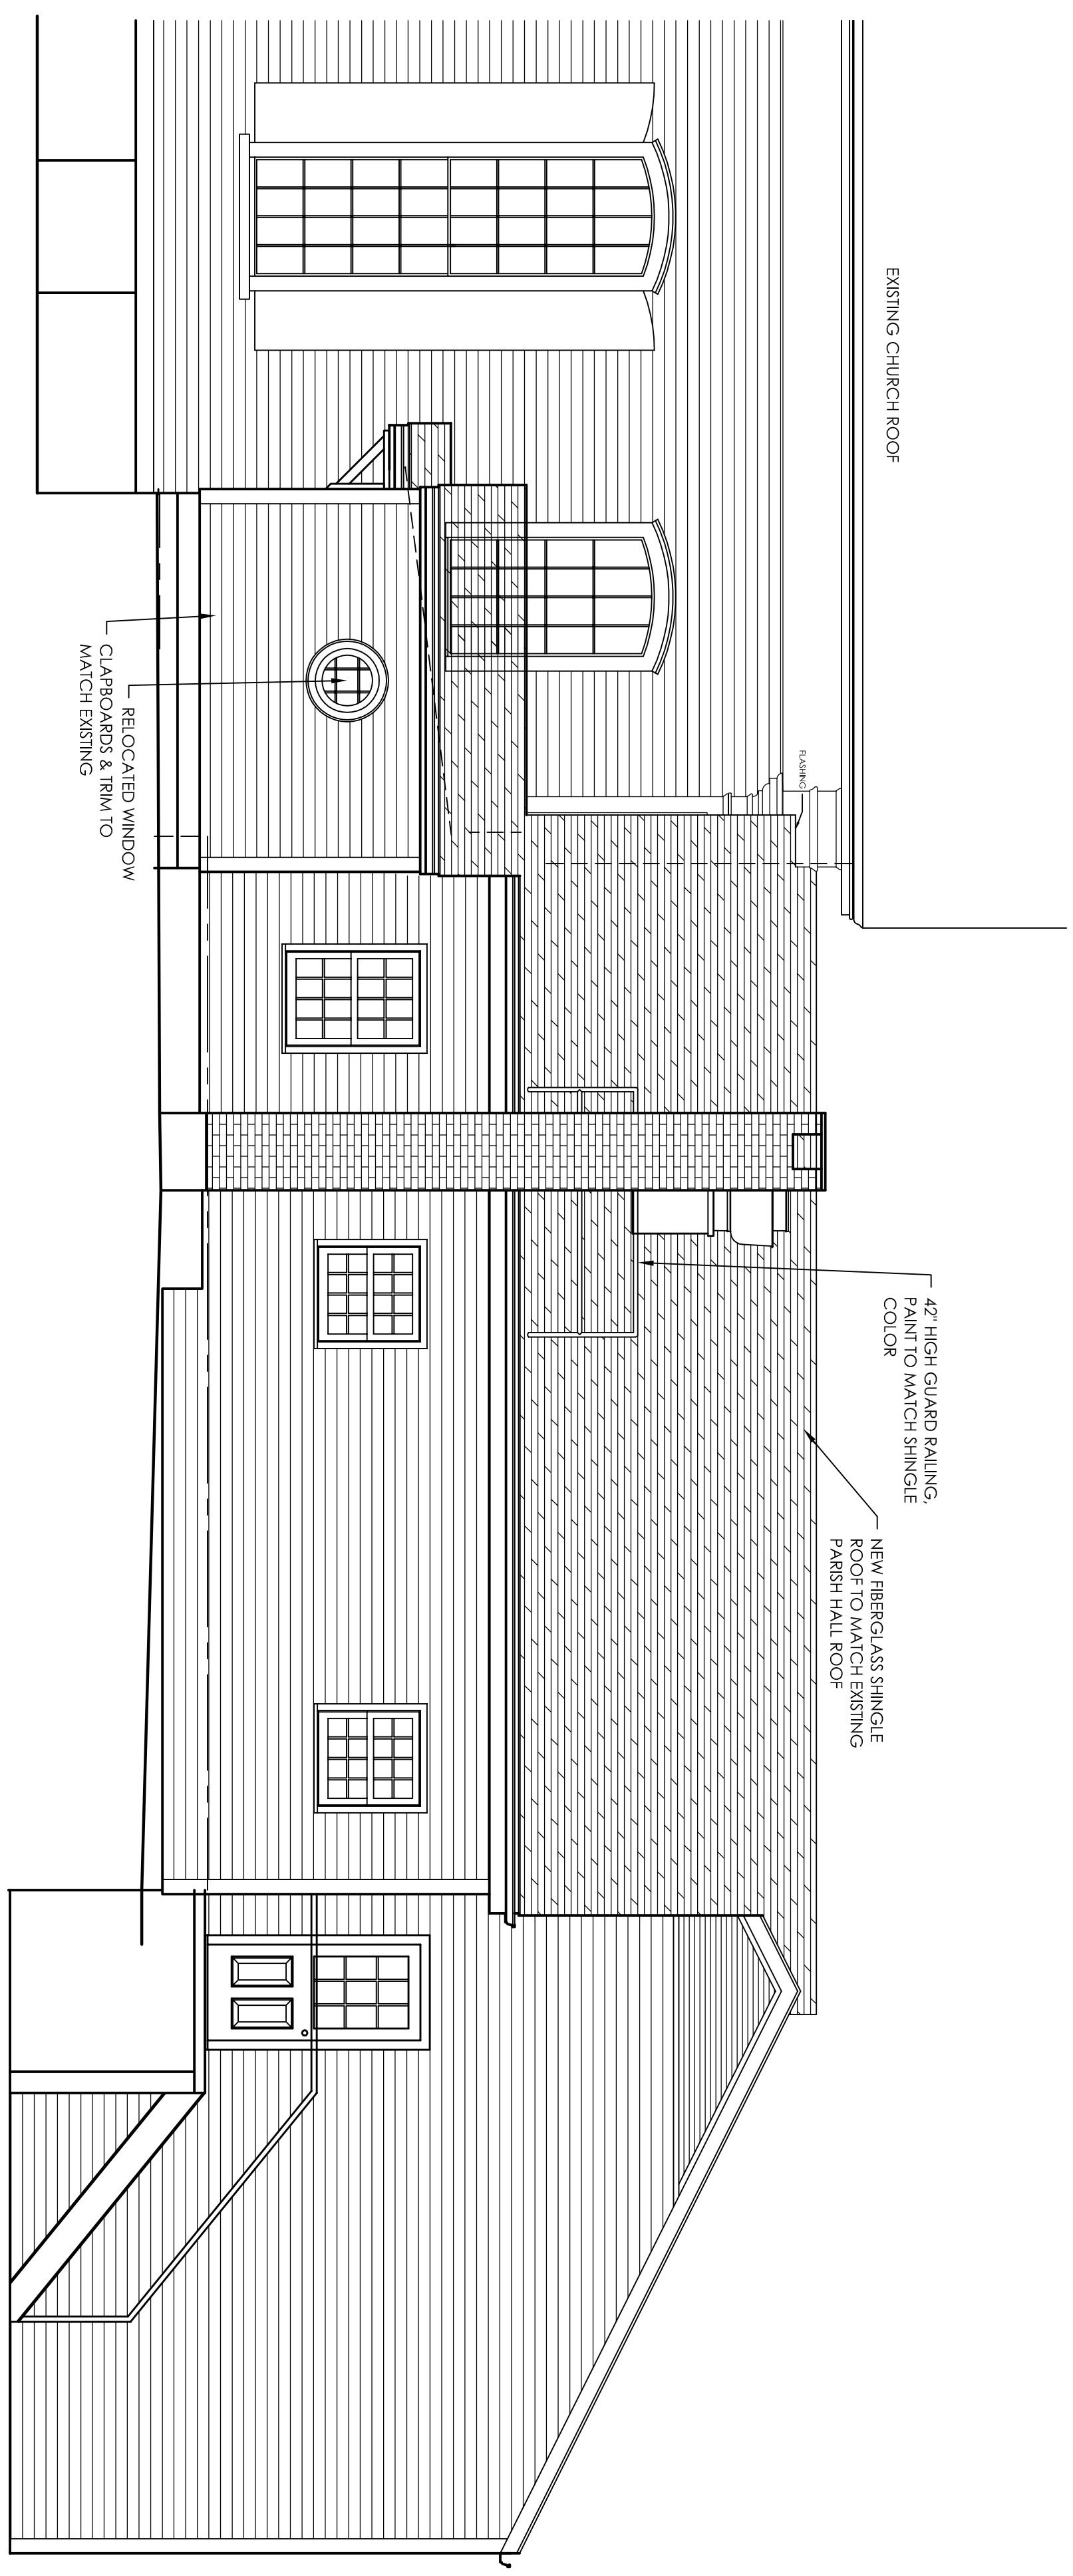 EXISTING CHURCH ROOF
FLASHING
42" HIGH GUARD RAILING,
PAINT TO MATCH SHINGLE
COLOR
NEW FIBERGLASS SHINGLE
ROOF TO MATCH EXISTING
PARISH HALL ROOF
RELOCATED WINDOW
CLAPBOARDS & TRIM TO
MATCH EXISTING